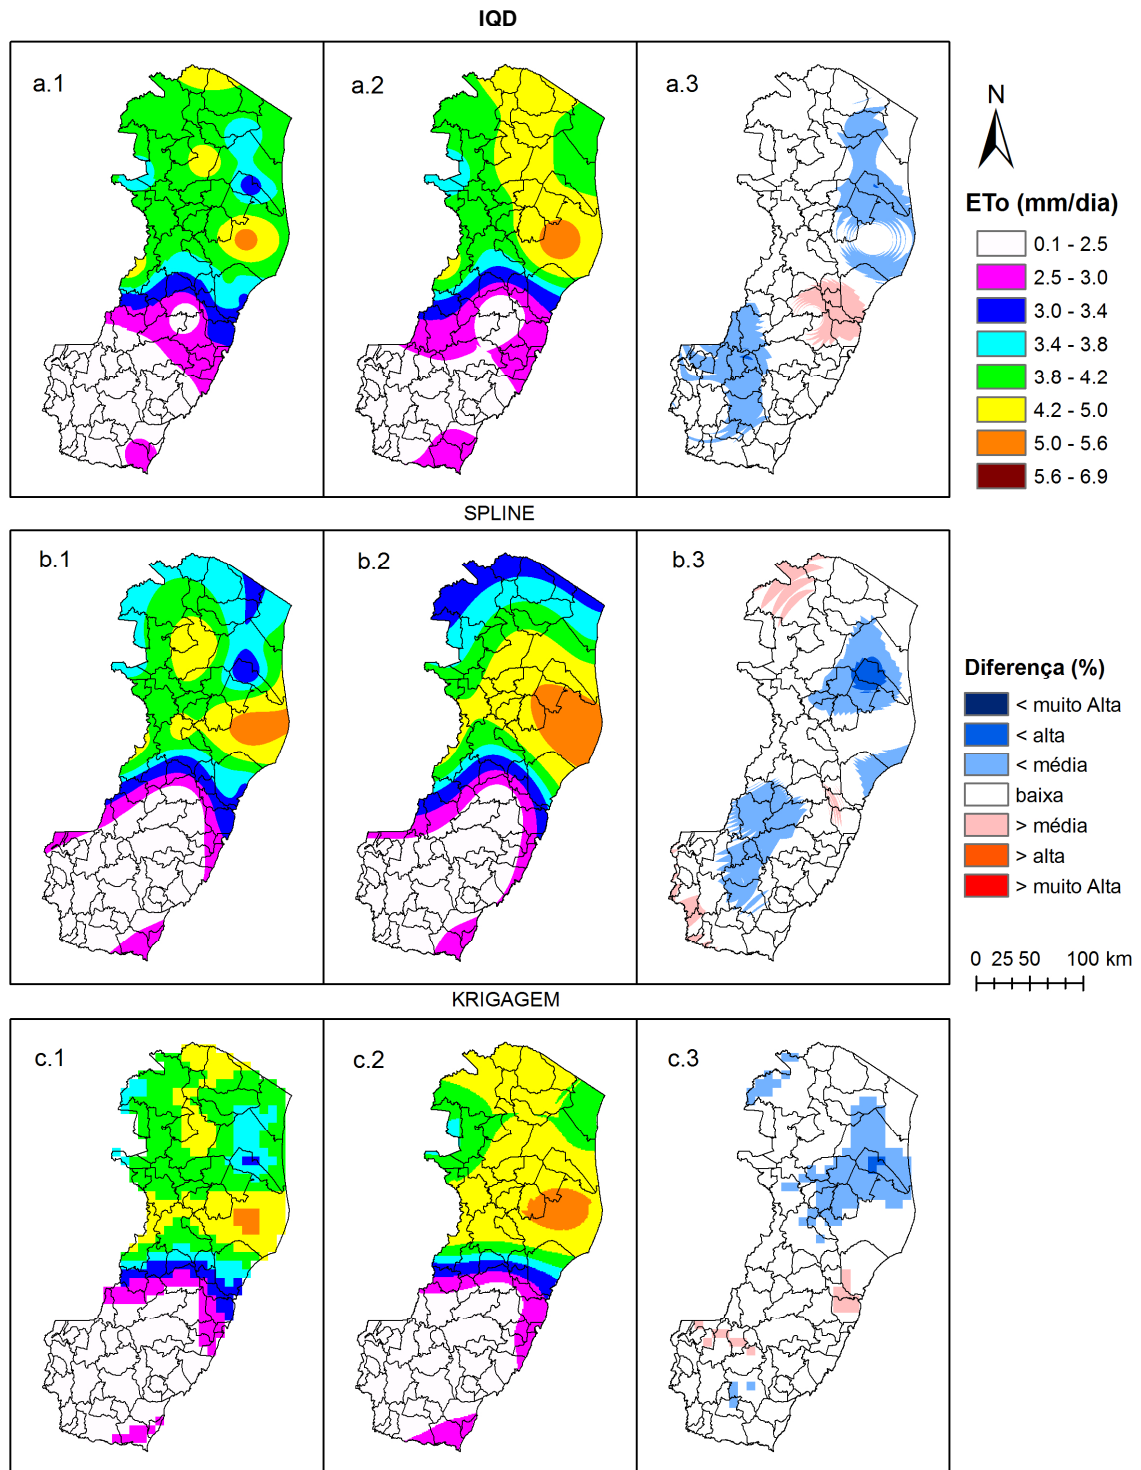 IQD
a.1
a.2
a.3
N
ETo (mm/dia)
0.1 - 2.5
2.5 - 3.0
3.0 - 3.4
3.4 - 3.8
3.8 - 4.2
4.2 - 5.0
5.0 - 5.6
5.6 - 6.9
SPLINE
b.1
b.2
b.3
Diferença (%)
< muito Alta
< alta
< média
baixa
> média
> alta
> muito Alta
0 25 50 100 km
KRIGAGEM
c.1
c.2
c.3